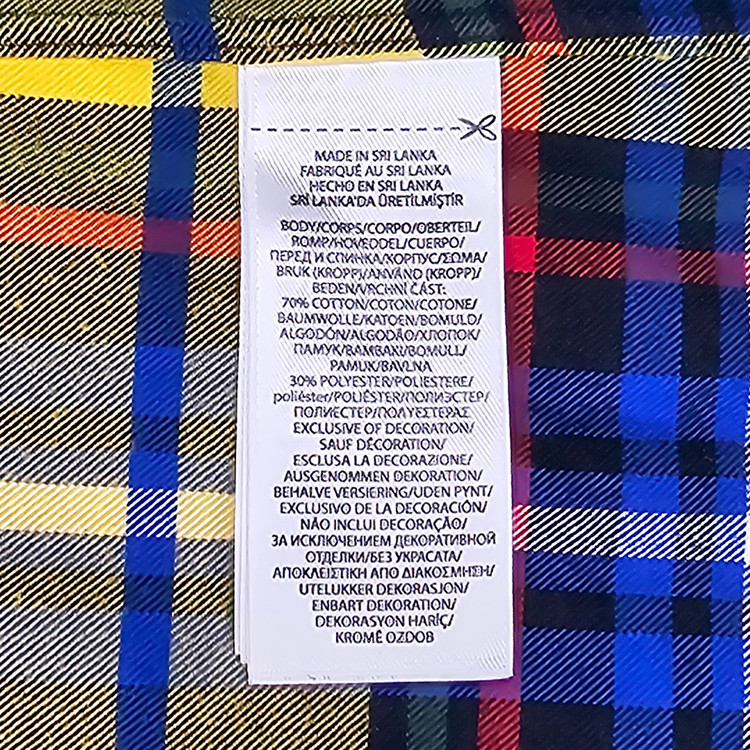 MADE IN SRI LANKA
FABRIQUÉ AU SRI LANKA
HECHO EN SRI LANKA
SRİ LANKA'DA ÜRETİLMİŞTİR
BODY/CORPS/CORPO/OBERTEIL/
ROMP/HOVEDDEL/CUERPO/
ПЕРЕД И СПИНКА/КОРПУС/ΣΩΜΑ/
BRUK (KROPP)/ANVÄND (KROPP)/
BEDEN/VRCHNÍ ČÁST:
70% COTTON/COTON/COTONE/
BAUMWOLLE/KATOEN/BOMULD/
ALGODÓN/ALGODÃO/ХЛОПОК/
ПАМУК/ΒΑΜΒΑΚΙ/BOMULL/
PAMUK/BAVLNA
30% POLYESTER/POLIESTERE/
poliéster/POLIÉSTER/ПОЛИЭСТЕР/
ПОЛИЕСТЕР/ΠΟΛΥΕΣΤΕΡΑΣ
EXCLUSIVE OF DECORATION/
SAUF DÉCORATION/
ESCLUSA LA DECORAZIONE/
AUSGENOMMEN DEKORATION/
BEHALVE VERSIERING/UDEN PYNT/
EXCLUSIVO DE LA DECORACIÓN/
NÃO INCLUI DECORAÇÃO/
ЗА ИСКЛЮЧЕНИЕМ ДЕКОРАТИВНОЙ
ОТДЕЛКИ/БЕЗ УКРАСАТА/
ΑΠΟΚΛΕΙΣΤΙΚΗ ΑΠΟ ΔΙΑΚΟΣΜΗΣΗ/
UTELUKKER DEKORASJON/
ENBART DEKORATION/
DEKORASYON HARİÇ/
KROMĚ OZDOB